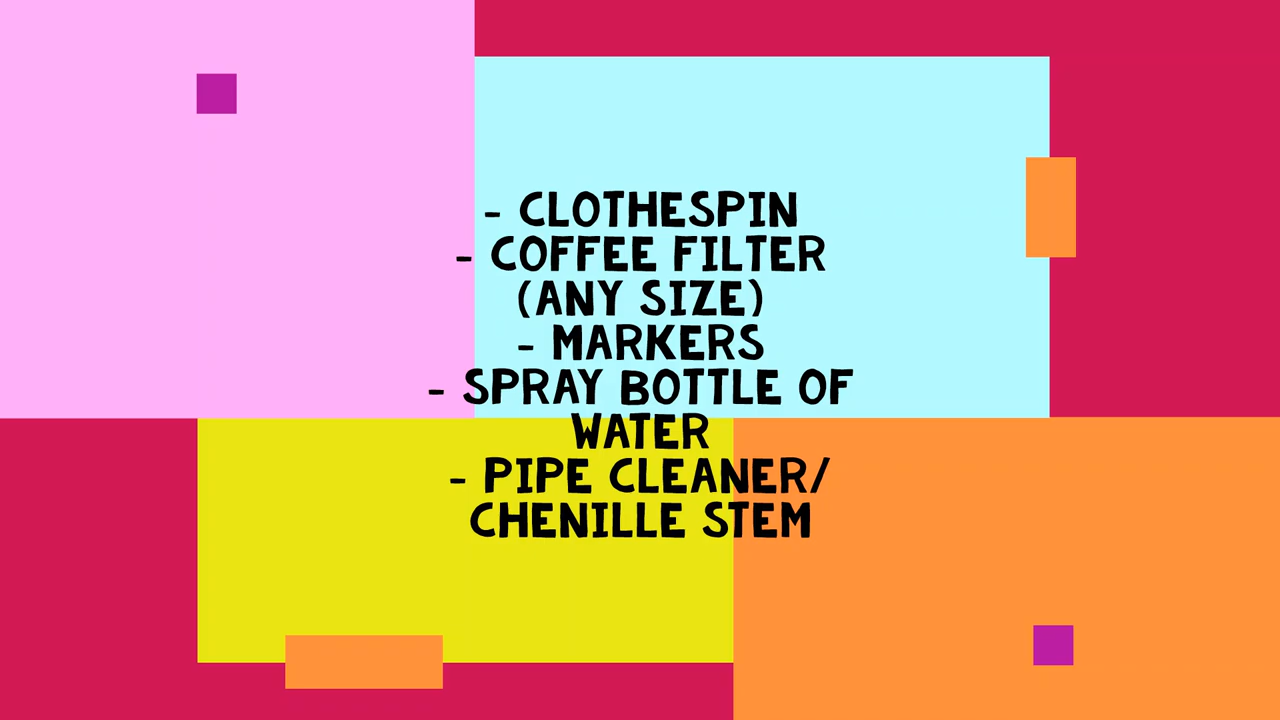 - CLOTHESPIN
- COFFEE FILTER
(ANY SIZE)
- MARKERS
- SPRAY BOTTLE OF
WATER
- PIPE CLEANER/
CHENILLE STEM